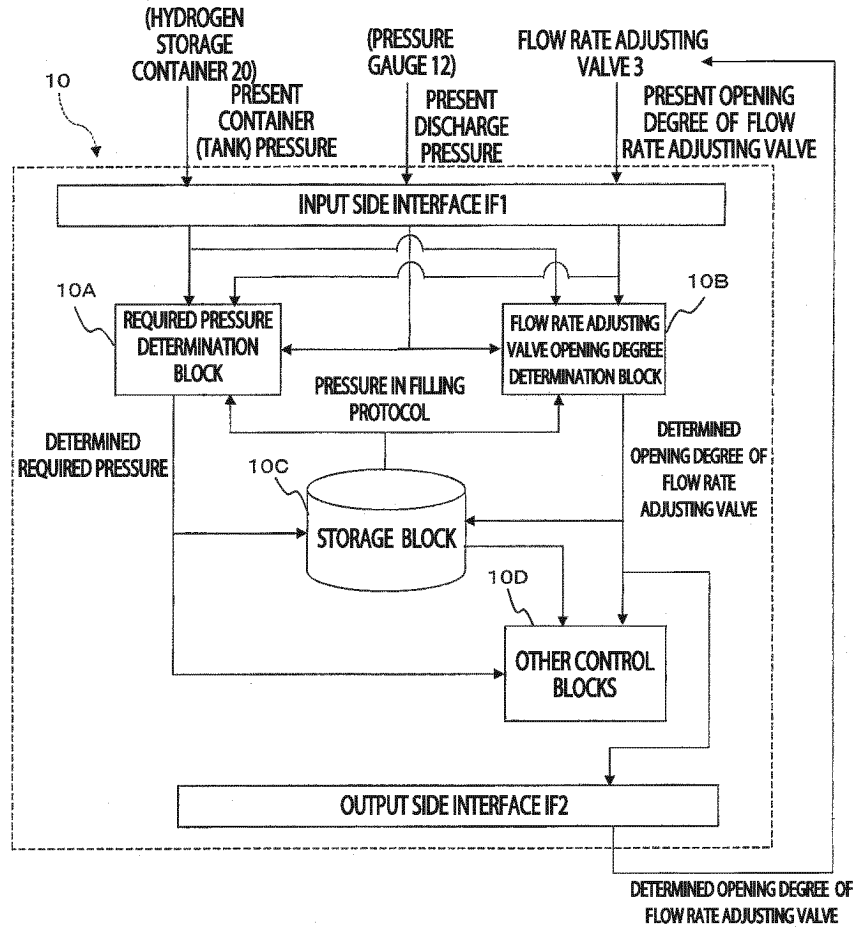 (HYDROGEN
STORAGE
CONTAINER 20)
(PRESSURE
GAUGE 12)
FLOW RATE ADJUSTING
VALVE 3
10
PRESENT
CONTAINER
(TANK) PRESSURE
PRESENT
DISCHARGE
PRESSURE
PRESENT OPENING
DEGREE OF FLOW
RATE ADJUSTING VALVE
INPUT SIDE INTERFACE IF1
10A
REQUIRED PRESSURE
DETERMINATION
BLOCK
10B
FLOW RATE ADJUSTING
VALVE OPENING DEGREE
DETERMINATION BLOCK
PRESSURE IN FILLING
PROTOCOL
DETERMINED
REQUIRED PRESSURE
DETERMINED
OPENING DEGREE OF
FLOW RATE
ADJUSTING VALVE
10C
STORAGE BLOCK
10D
OTHER CONTROL
BLOCKS
OUTPUT SIDE INTERFACE IF2
DETERMINED OPENING DEGREE OF
FLOW RATE ADJUSTING VALVE